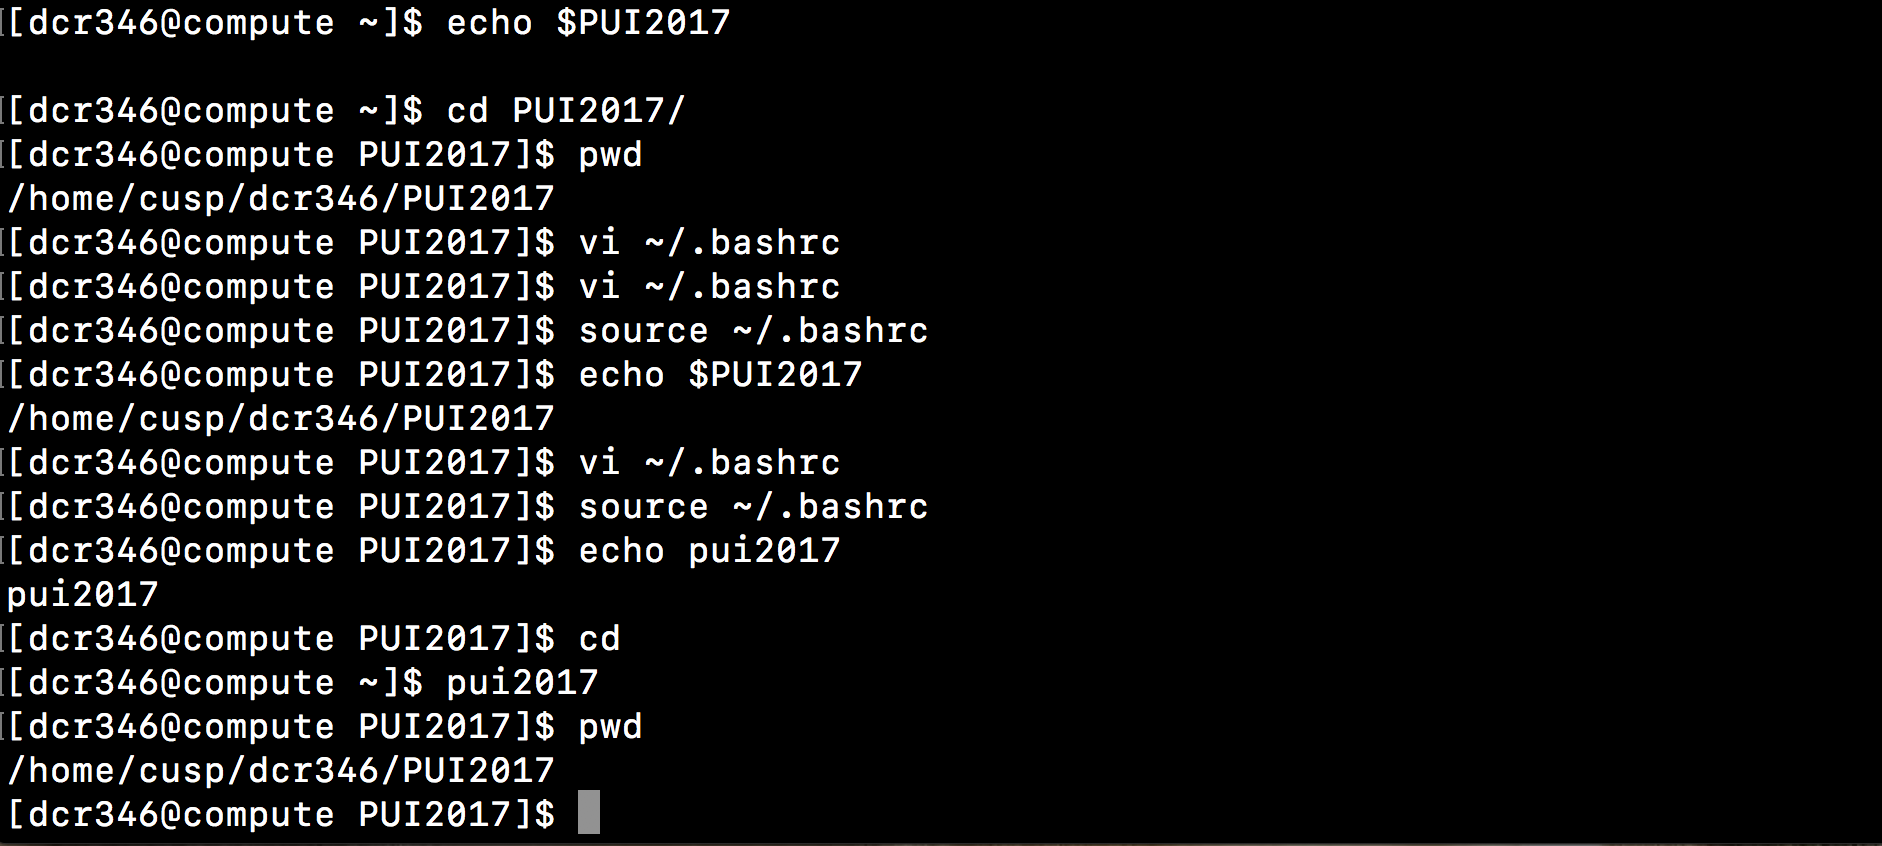 [dcr346@compute ~]$ echo $PUI2017
[dcr346@compute ~]$ cd PUI2017/
[dcr346@compute PUI2017]$ pwd
/home/cusp/dcr346/PUI2017
[dcr346@compute PUI2017]$ vi ~/.bashrc
[dcr346@compute PUI2017]$ vi ~/.bashrc
[dcr346@compute PUI2017]$ source ~/.bashrc
[dcr346@compute PUI2017]$ echo $PUI2017
/home/cusp/dcr346/PUI2017
[dcr346@compute PUI2017]$ vi ~/.bashrc
[dcr346@compute PUI2017]$ source ~/.bashrc
[dcr346@compute PUI2017]$ echo pui2017
pui2017
[dcr346@compute PUI2017]$ cd
[dcr346@compute ~]$ pui2017
[dcr346@compute PUI2017]$ pwd
/home/cusp/dcr346/PUI2017
[dcr346@compute PUI2017]$